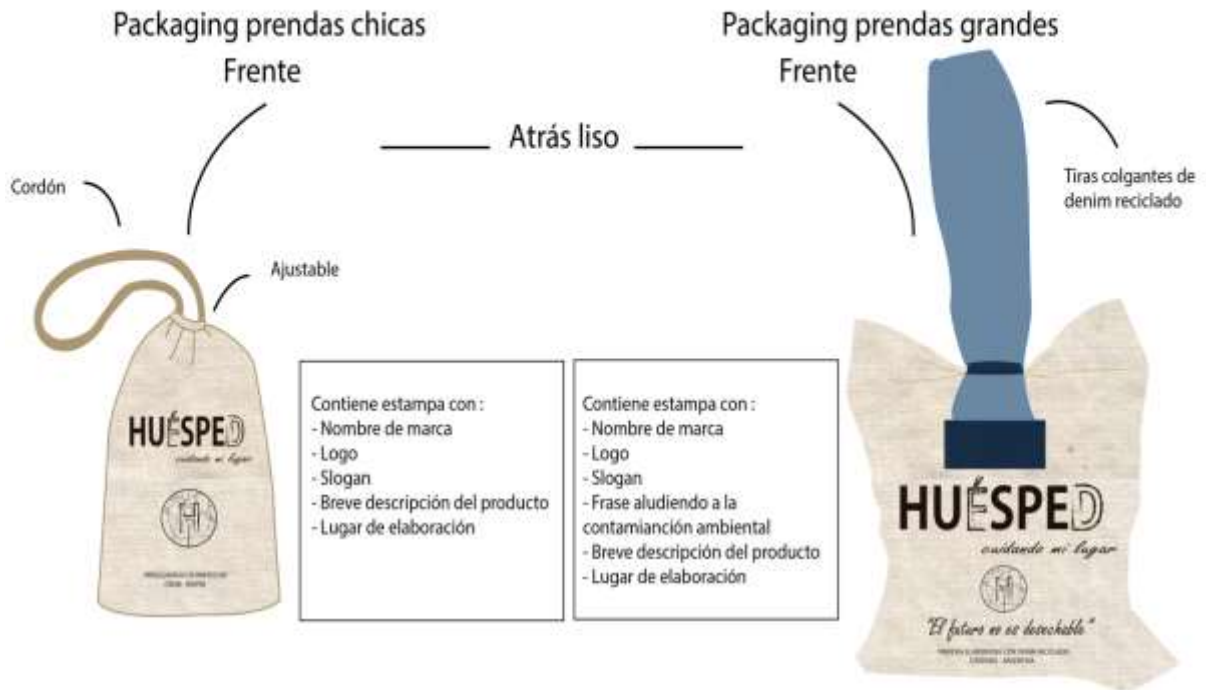 Packaging prendas chicas
Frente
Packaging prendas grandes
Frente
Atrás liso
Cordón
Ajustable
Tiras colgantes de
denim reciclado
HUÉSPED
cuidando mi lugar
Contiene estampa con :
- Nombre de marca
- Logo
- Slogan
- Breve descripción del producto
- Lugar de elaboración
Contiene estampa con :
- Nombre de marca
- Logo
- Slogan
- Frase aludiendo a la
contamianción ambiental
- Breve descripción del producto
- Lugar de elaboración
HUÉSPED
cuidando mi lugar
"El futuro no es desechable"